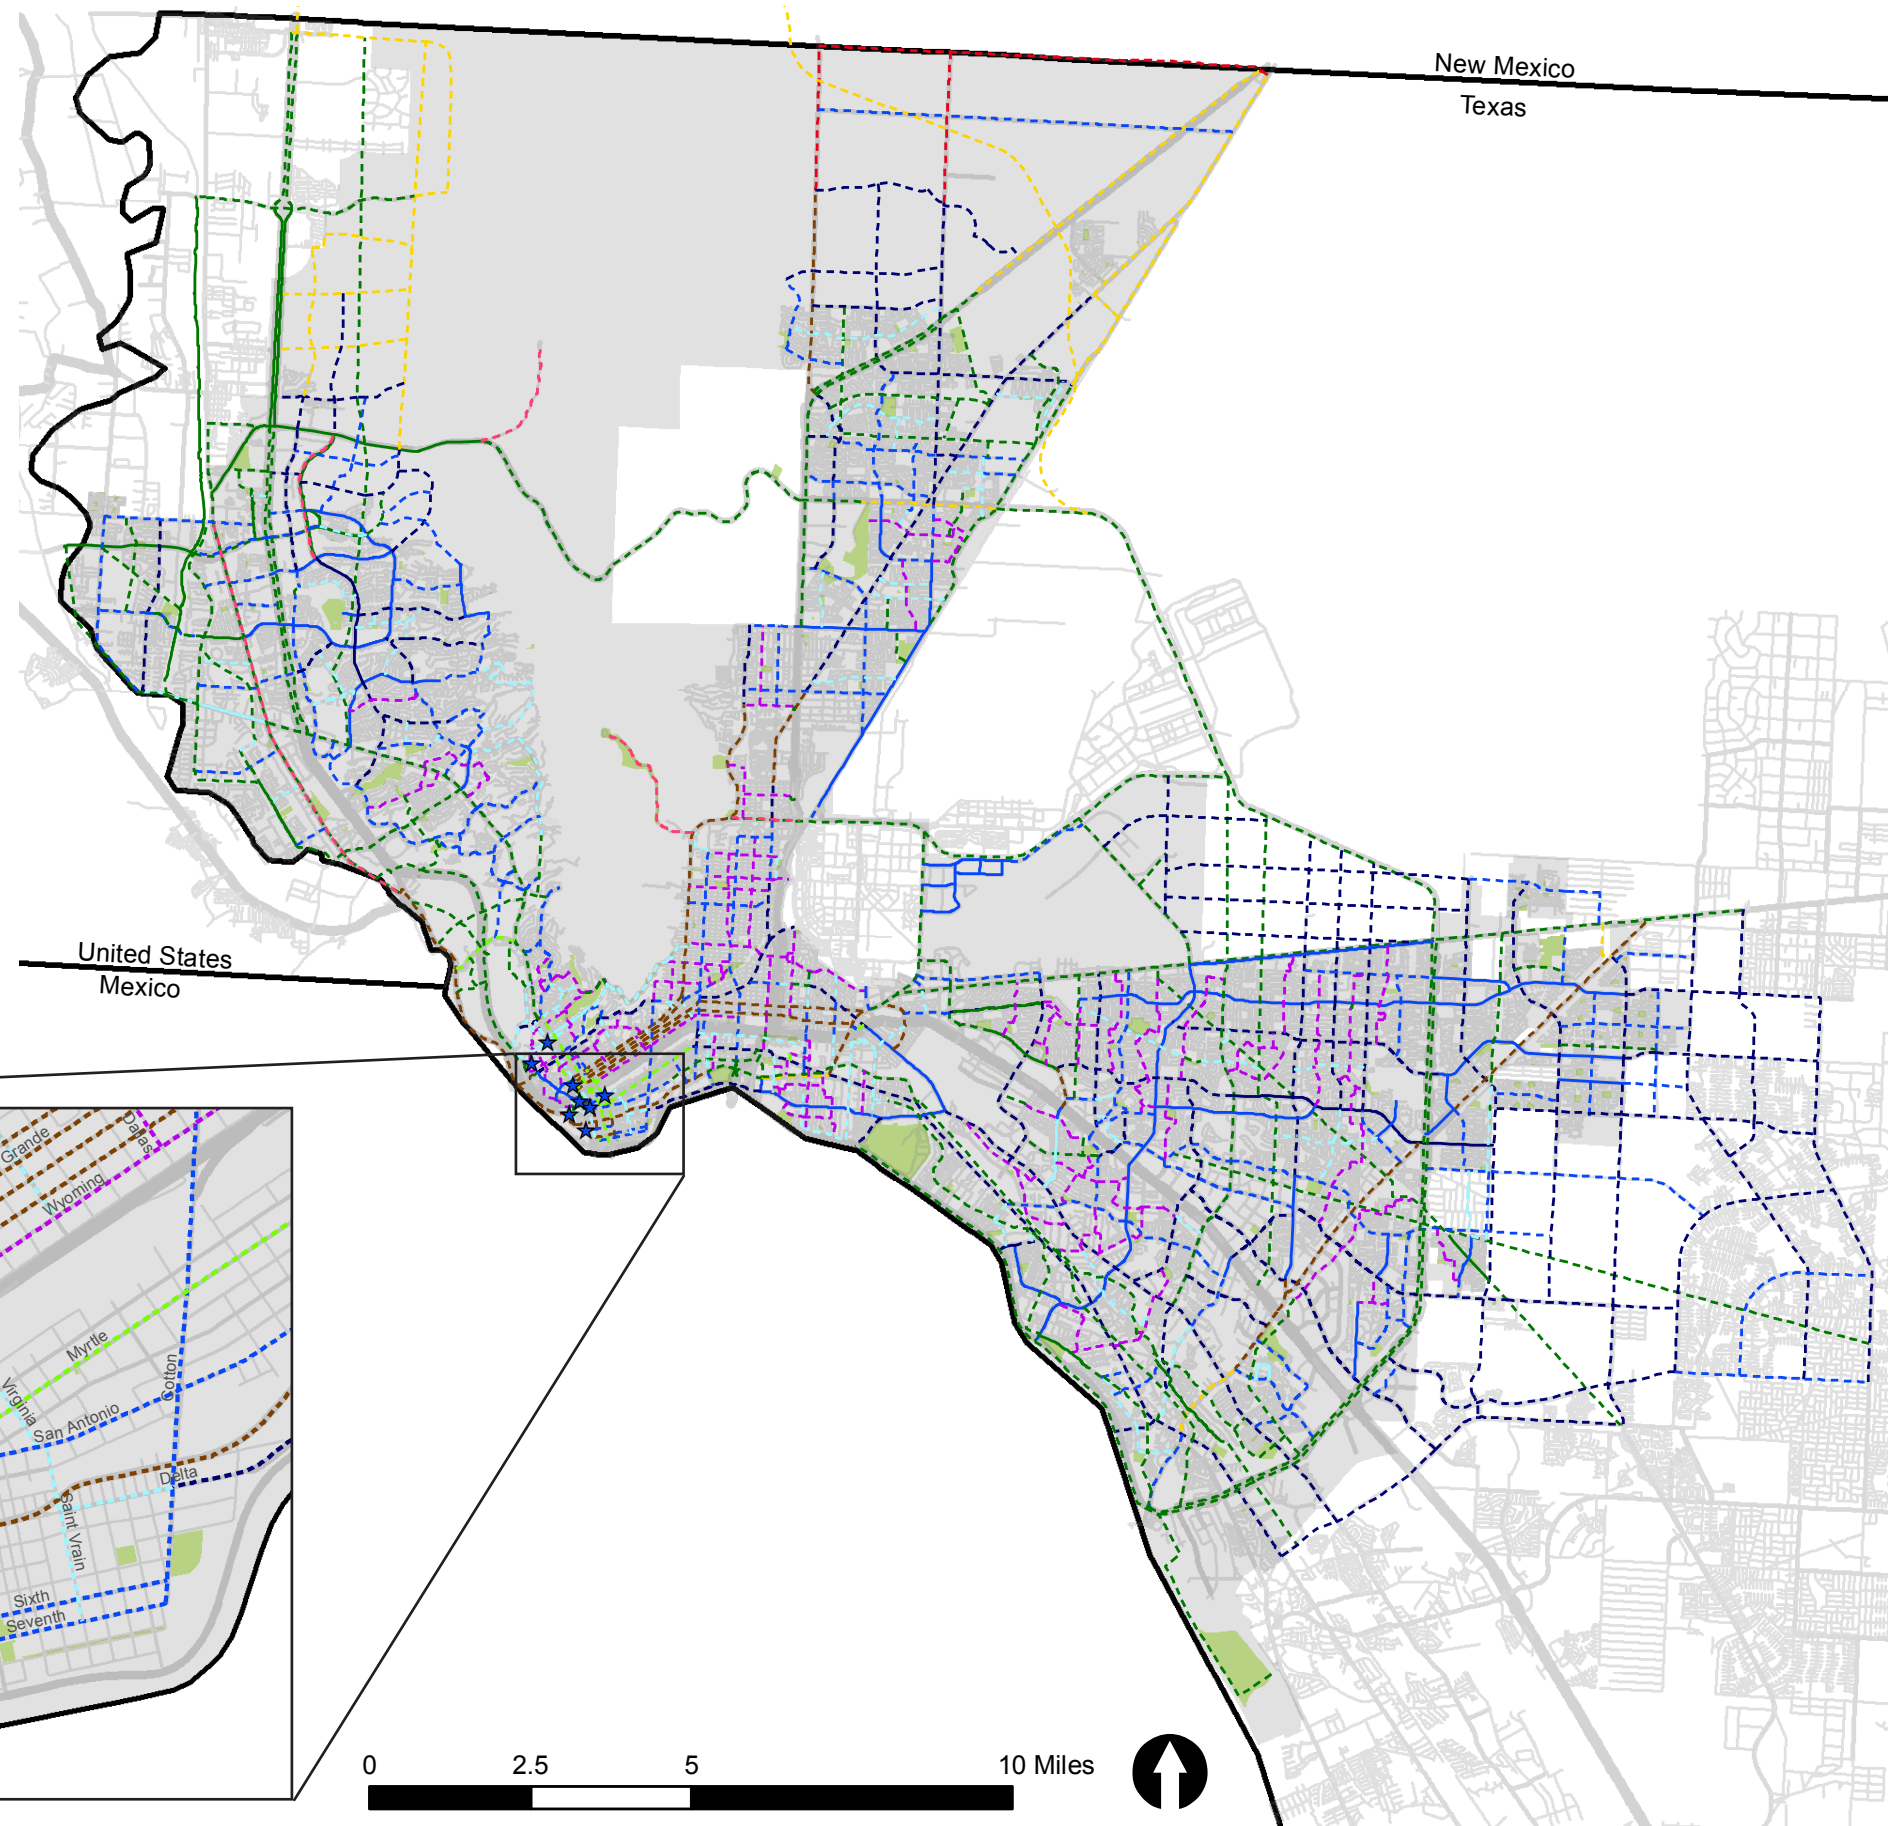 New Mexico
Texas
United States
Mexico
Grande
Dallas
Wyoming
Myrtle
Virginia
San Antonio
Cotton
Delta
Saint Vrain
Sixth
Seventh
0 2.5 5 10 Miles